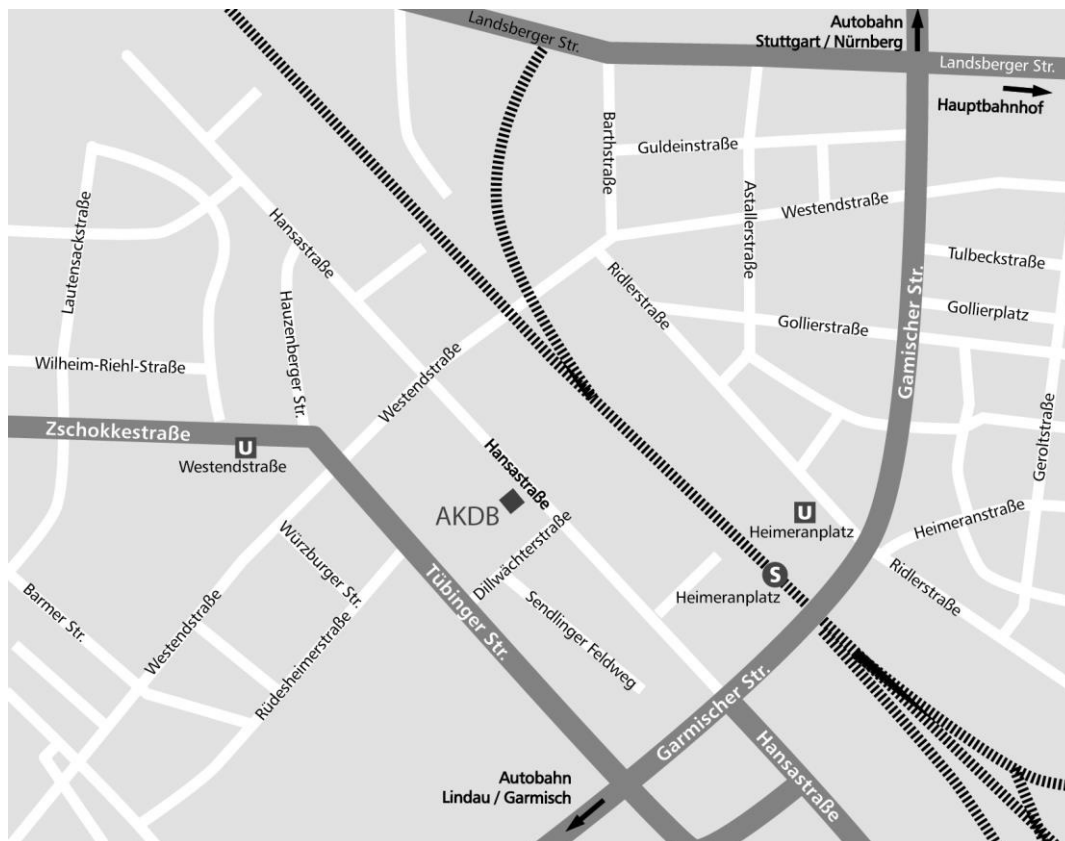 Landsberger Str.
Autobahn
Stuttgart / Nürnberg
Landsberger Str.
Hauptbahnhof
Barthstraße
Guldeinstraße
Astallerstraße
Westendstraße
Lautensackstraße
Hansastraße
Hauzenberger Str.
Ridlerstraße
Tulbeckstraße
Gollierplatz
Gollierstraße
Gamischer Str.
Wilheim-Riehl-Straße
Westendstraße
Zschokkestraße
U
Westendstraße
Hansastraße
AKDB
Geroltstraße
U
Heimeranplatz
Heimeranstraße
Würzburger Str.
Dillwächterstraße
Tübinger Str.
S
Heimeranplatz
Ridlerstraße
Barmer Str.
Westendstraße
Rüdesheimerstraße
Sendlinger Feldweg
Garmischer Str.
Hansastraße
Autobahn
Lindau / Garmisch